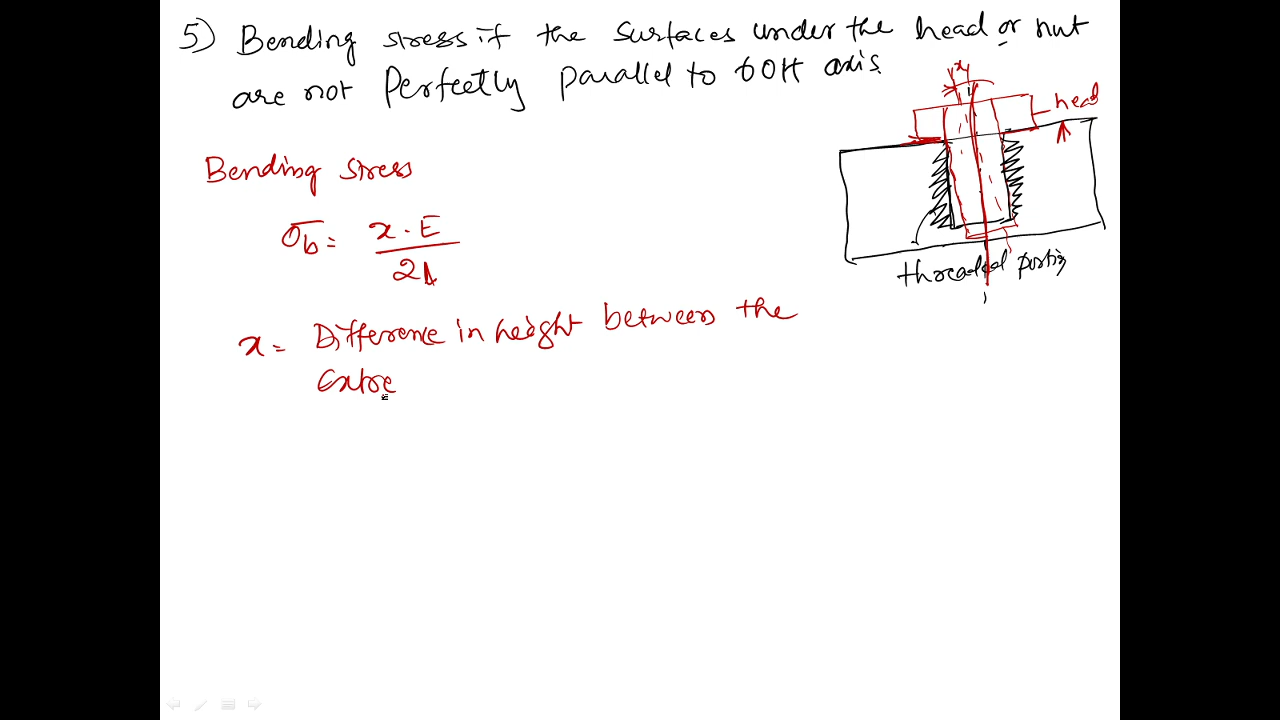 5) Bending stress if the surfaces under the head or nut
are not Perfectly parallel to bolt axis.
x
head
Bending stress
σb = x·E
2l
threaded portion
x = Difference in height between the
Extre